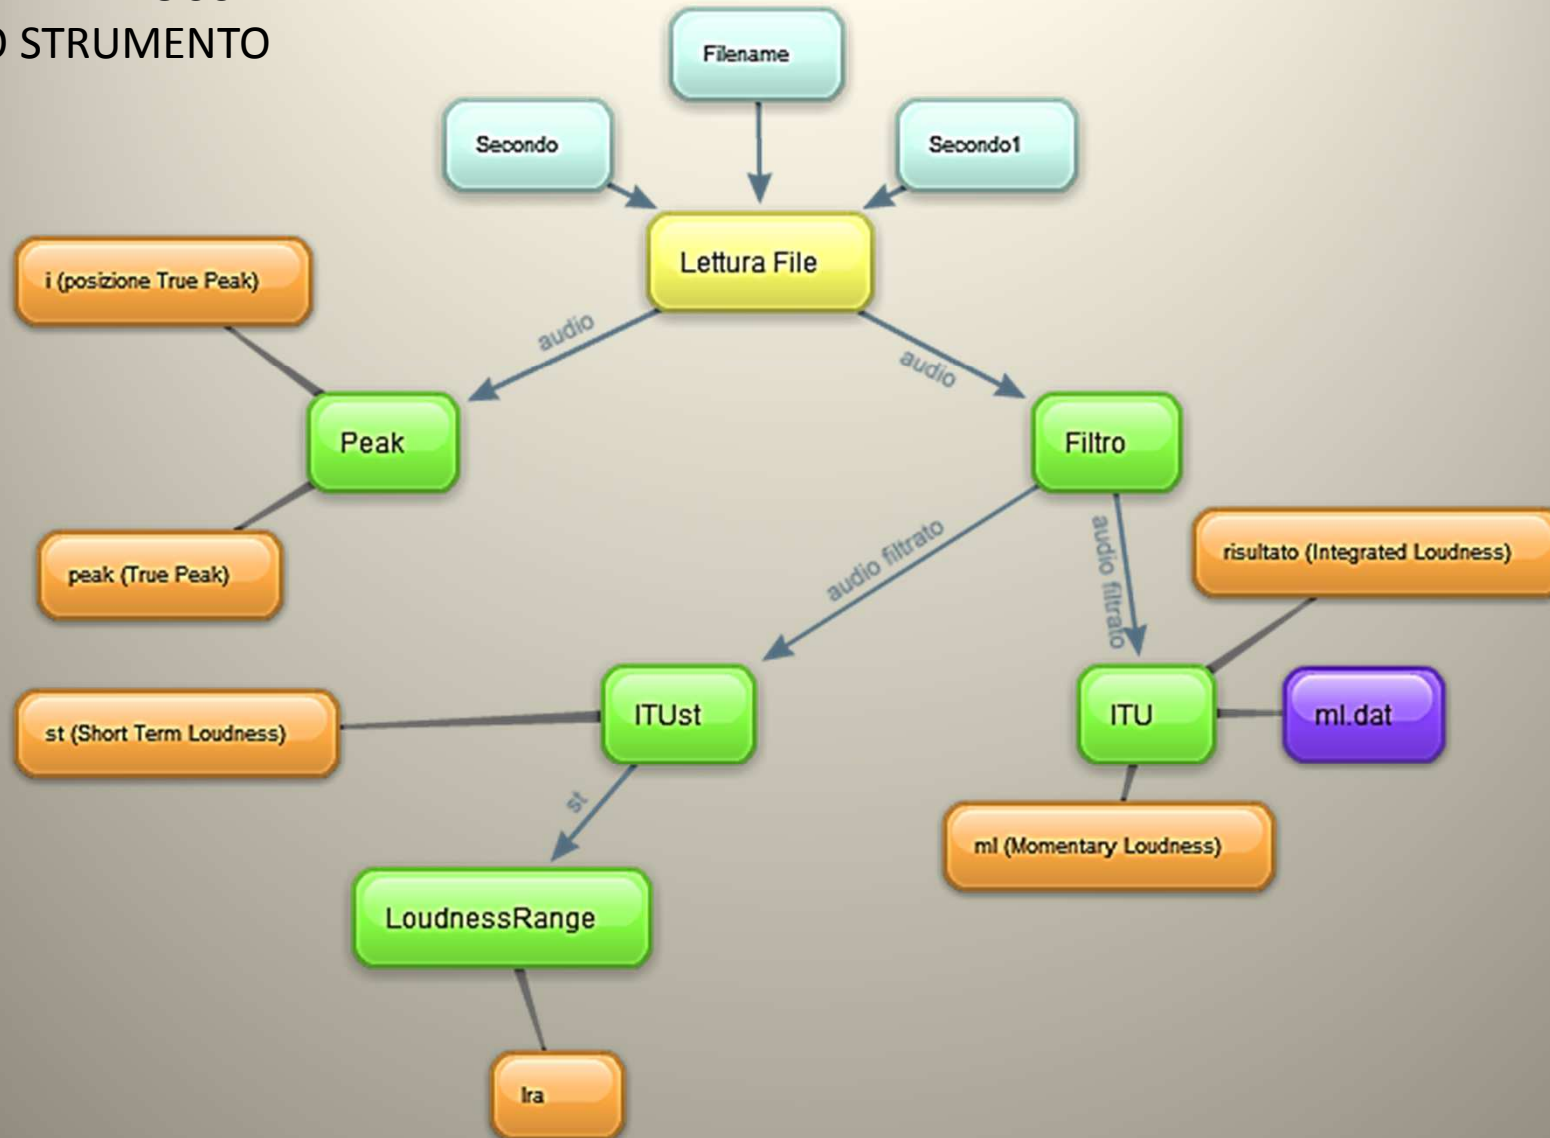 O STRUMENTO
Filename
Secondo
Secondo1
Lettura File
i (posizione True Peak)
audio
audio
Peak
Filtro
peak (True Peak)
audio filtrato
audio filtrato
risultato (Integrated Loudness)
st (Short Term Loudness)
ITUst
ITU
ml.dat
st
ml (Momentary Loudness)
LoudnessRange
lra